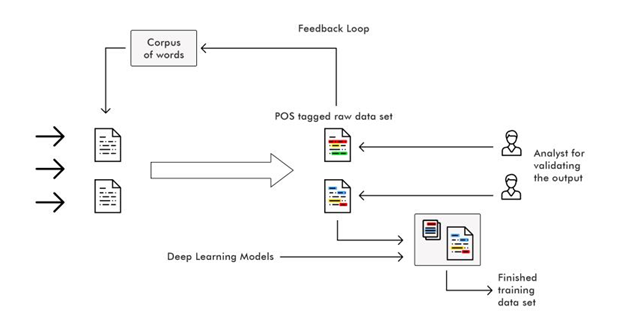 Feedback Loop
Corpus
of words
POS tagged raw data set
Analyst for
validating
the output
Deep Learning Models
Finished
training
data set